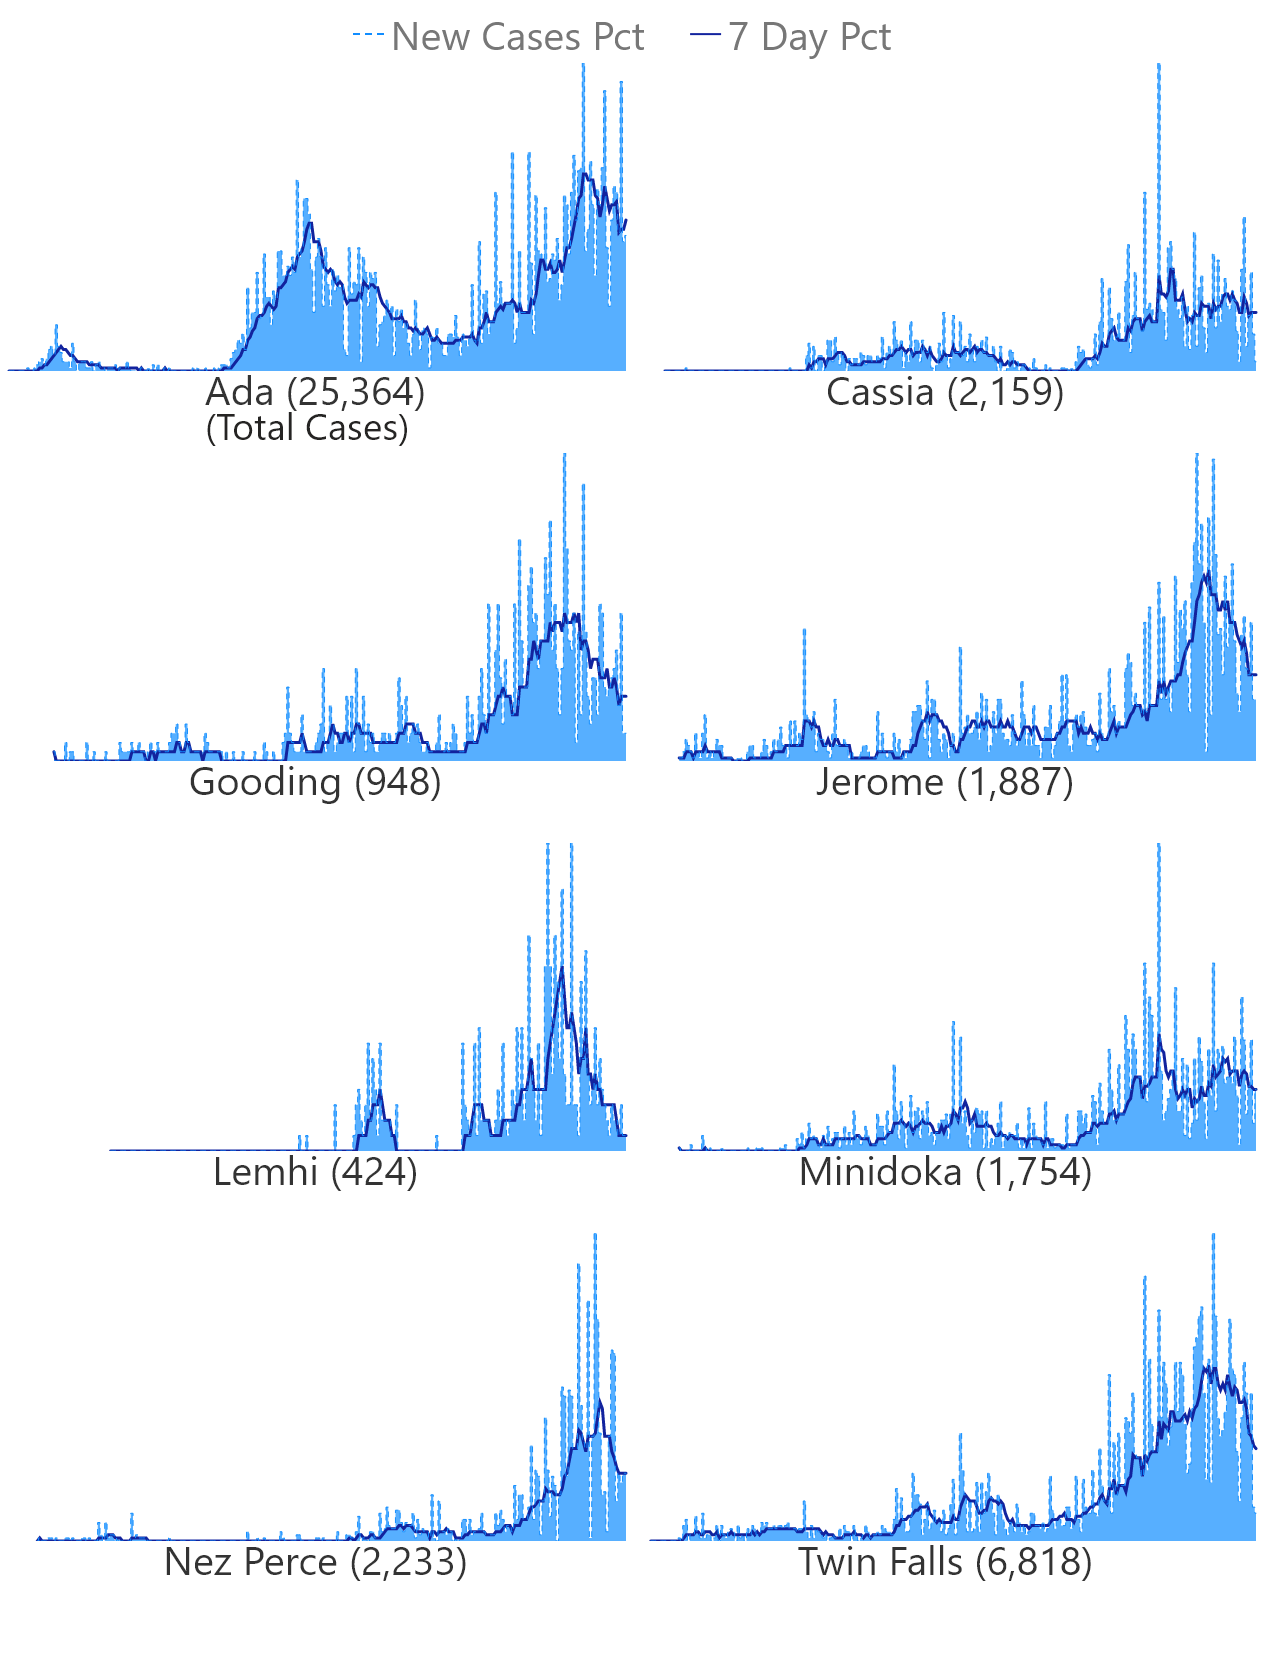 New Cases Pct 7 Day Pct
Ada (25,364) Cassia (2,159)
(Total Cases)
Gooding (948) Jerome (1,887)
Lemhi (424) Minidoka (1,754)
Nez Perce (2,233) Twin Falls (6,818)